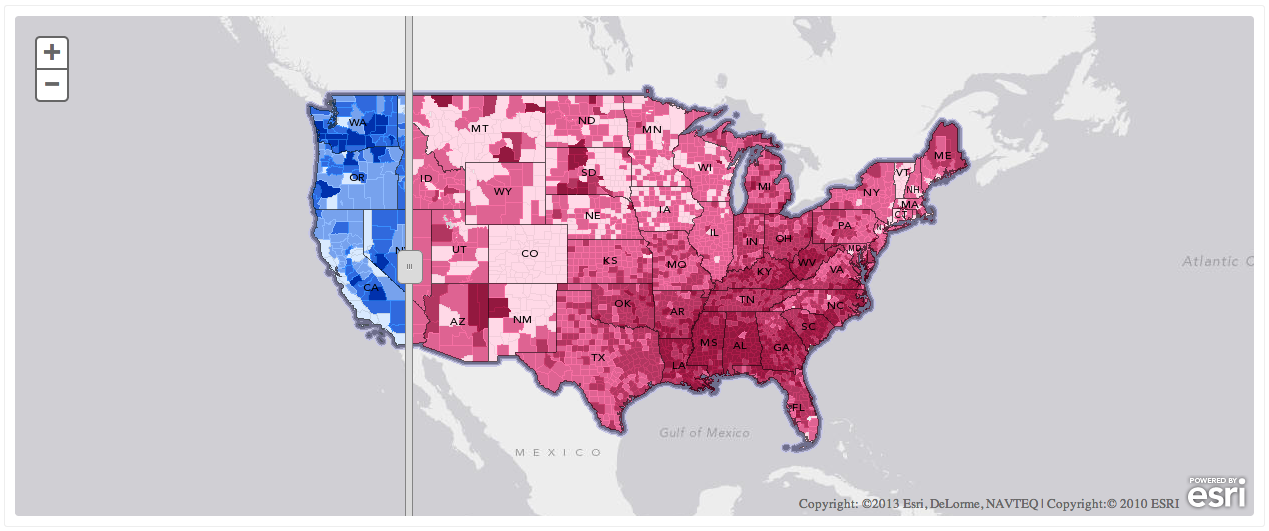 +
−
WA
MT
ND
MN
ME
OR
ID
WY
SD
WI
MI
VT
NH
NY
MA
CT
NE
IA
IL
IN
OH
PA
NJ
MD
UT
CO
KS
MO
KY
WV
VA
CA
AZ
NM
OK
AR
TN
NC
SC
TX
LA
MS
AL
GA
FL
Atlantic O
Gulf of Mexico
MEXICO
Copyright: ©2013 Esri, DeLorme, NAVTEQ | Copyright:© 2010 ESRI
POWERED BY
esri